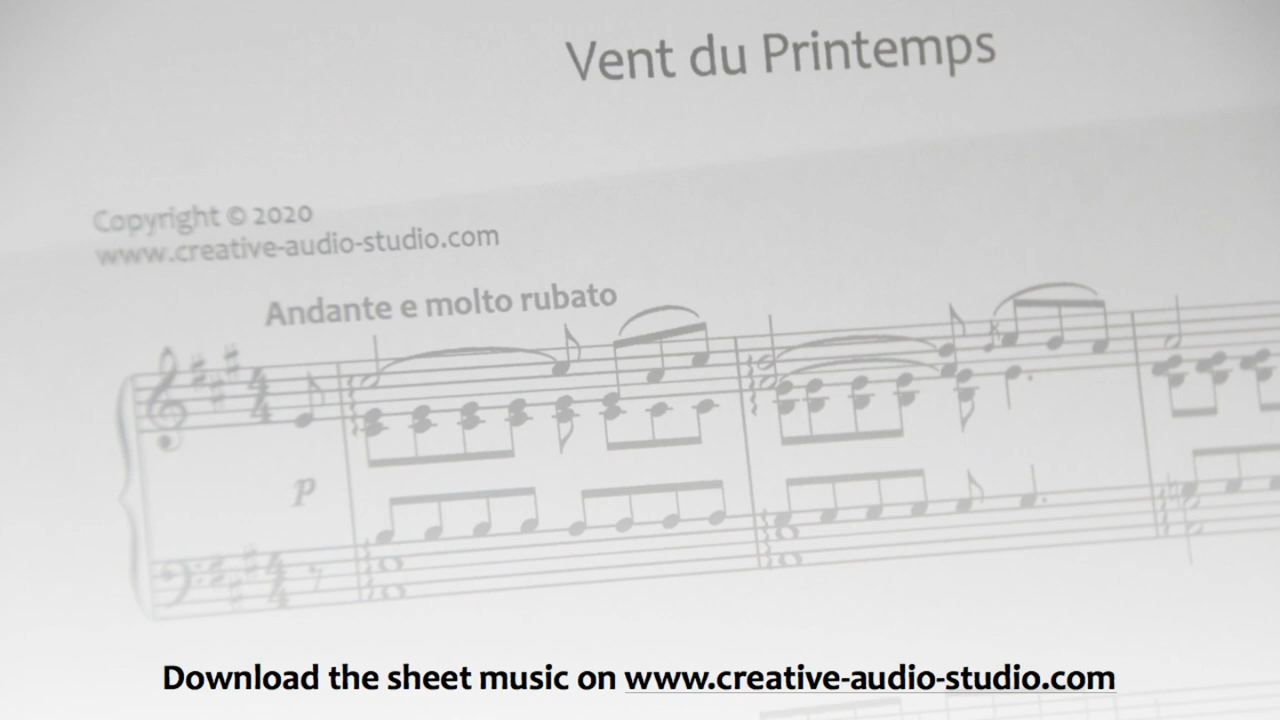 Vent du Printemps
Copyright © 2020
www.creative-audio-studio.com
Andante e molto rubato
p
Download the sheet music on www.creative-audio-studio.com